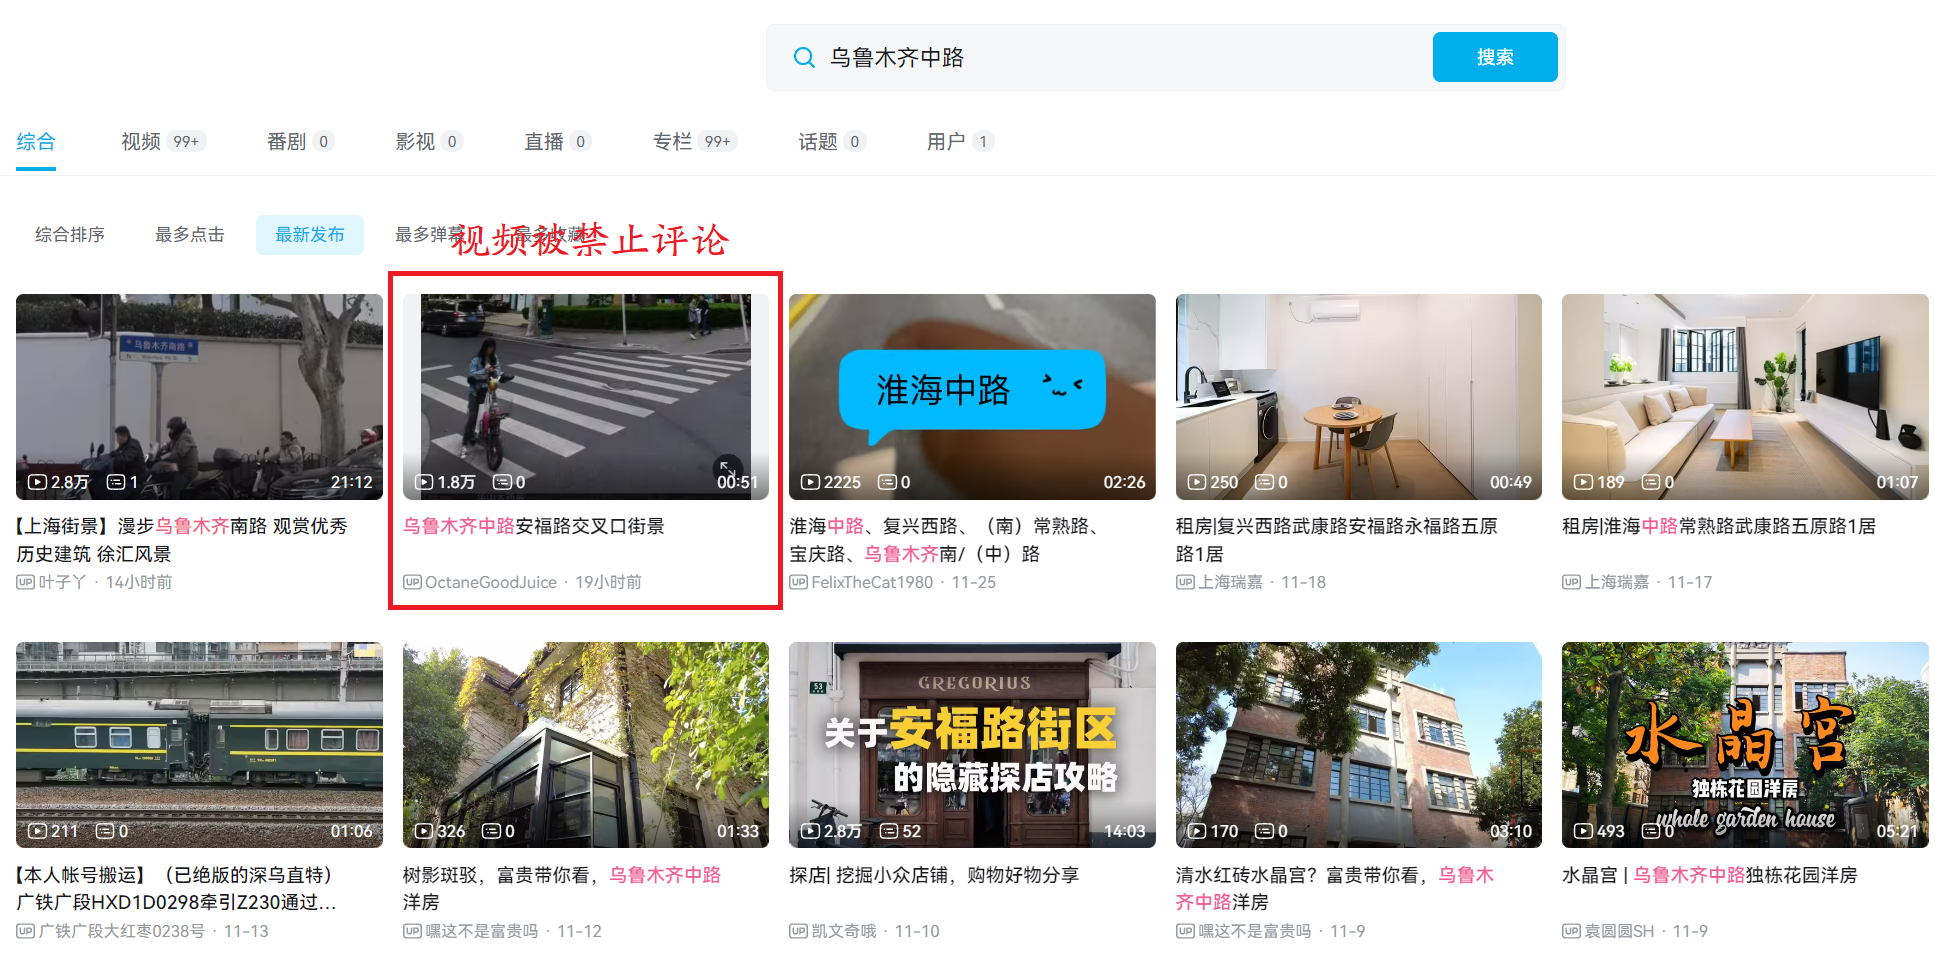 乌鲁木齐中路
搜索
综合 视频 99+ 番剧 0 影视 0 直播 0 专栏 99+ 话题 0 用户 1
综合排序 最多点击 最新发布 最多弹幕 最多收藏
视频被禁止评论
乌鲁木齐南路
2.8万 1 21:12
【上海街景】漫步乌鲁木齐南路 观赏优秀
历史建筑 徐汇风景
UP 叶子丫 · 14小时前
1.8万 0 00:51
乌鲁木齐中路安福路交叉口街景
UP OctaneGoodJuice · 19小时前
淮海中路
2225 0 02:26
淮海中路、复兴西路、（南）常熟路、
宝庆路、乌鲁木齐南/（中）路
UP FelixTheCat1980 · 11-25
250 0 00:49
租房|复兴西路武康路安福路永福路五原
路1居
UP 上海瑞嘉 · 11-18
189 0 01:07
租房|淮海中路常熟路武康路五原路1居
UP 上海瑞嘉 · 11-17
211 0 01:06
【本人帐号搬运】（已绝版的深乌直特）
广铁广段HXD1D0298牵引Z230通过...
UP 广铁广段大红枣0238号 · 11-13
326 0 01:33
树影斑驳，富贵带你看，乌鲁木齐中路
洋房
UP 嘿这不是富贵吗 · 11-12
53
GREGORIUS
关于安福路街区
的隐藏探店攻略
2.8万 52 14:03
探店| 挖掘小众店铺，购物好物分享
UP 凯文奇哦 · 11-10
170 0 03:10
清水红砖水晶宫？富贵带你看，乌鲁木
齐中路洋房
UP 嘿这不是富贵吗 · 11-9
水晶宫
独栋花园洋房
whole garden house
493 0 05:21
水晶宫 | 乌鲁木齐中路独栋花园洋房
UP 袁圆圆SH · 11-9